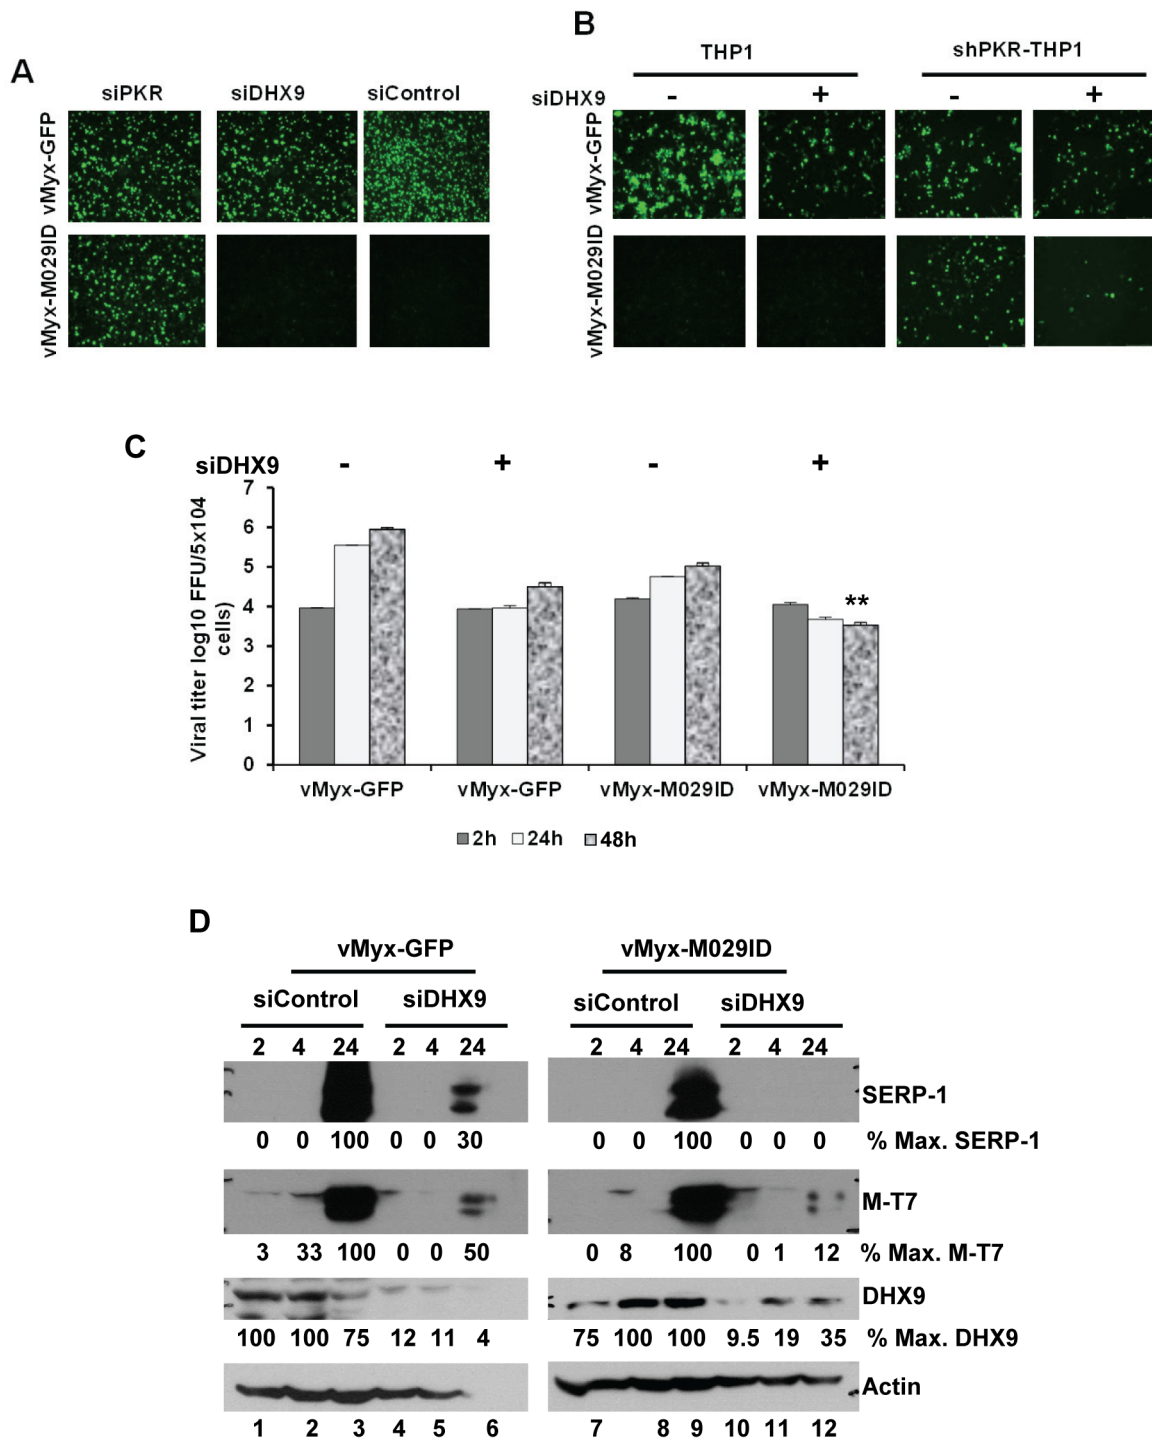 A
siPKR siDHX9 siControl
vMyx-GFP
vMyx-M029ID
B
THP1 shPKR-THP1
siDHX9 - + - +
vMyx-GFP
vMyx-M029ID
C
siDHX9 - + - +
Viral titer log10 FFU/5x104
cells)
7
6
5
4
3
2
1
0
vMyx-GFP vMyx-GFP vMyx-M029ID vMyx-M029ID
**
2h 24h 48h
D
vMyx-GFP vMyx-M029ID
siControl siDHX9 siControl siDHX9
2 4 24 2 4 24 2 4 24 2 4 24
SERP-1
0 0 100 0 0 30 0 0 100 0 0 0 % Max. SERP-1
M-T7
3 33 100 0 0 50 0 8 100 0 1 12 % Max. M-T7
DHX9
100 100 75 12 11 4 75 100 100 9.5 19 35 % Max. DHX9
Actin
1 2 3 4 5 6 7 8 9 10 11 12